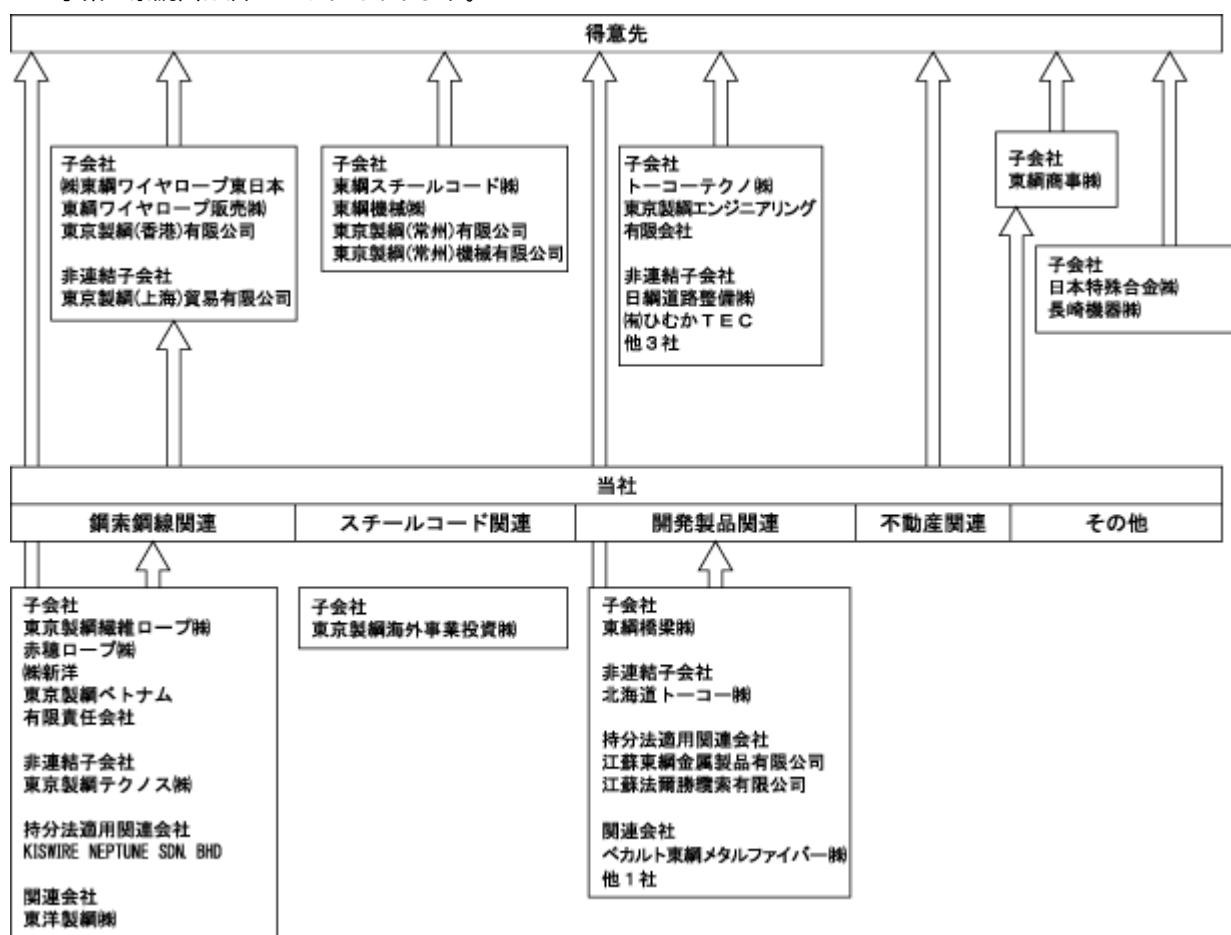 得意先
子会社
㈱東綱ワイヤロープ東日本
東綱ワイヤロープ販売㈱
東京製綱(香港)有限公司
非連結子会社
東京製綱(上海)貿易有限公司
子会社
東綱スチールコード㈱
東綱機械㈱
東京製綱(常州)有限公司
東京製綱(常州)機械有限公司
子会社
トーコーテクノ㈱
東京製綱エンジニアリング
有限会社
非連結子会社
日綱道路整備㈱
㈲ひむかTEC
他3社
子会社
東綱商事㈱
子会社
日本特殊合金㈱
長崎機器㈱
当社
鋼索鋼線関連
スチールコード関連
開発製品関連
不動産関連
その他
子会社
東京製綱繊維ロープ㈱
赤穂ロープ㈱
㈱新洋
東京製綱ベトナム
有限責任会社
非連結子会社
東京製綱テクノス㈱
持分法適用関連会社
KISWIRE NEPTUNE SDN. BHD
関連会社
東洋製綱㈱
子会社
東京製綱海外事業投資㈱
子会社
東綱橋梁㈱
非連結子会社
北海道トーコー㈱
持分法適用関連会社
江蘇東綱金属製品有限公司
江蘇法爾勝纜索有限公司
関連会社
ベカルト東綱メタルファイバー㈱
他1社